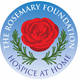 THE ROSEMARY FOUNDATION
HOSPICE AT HOME